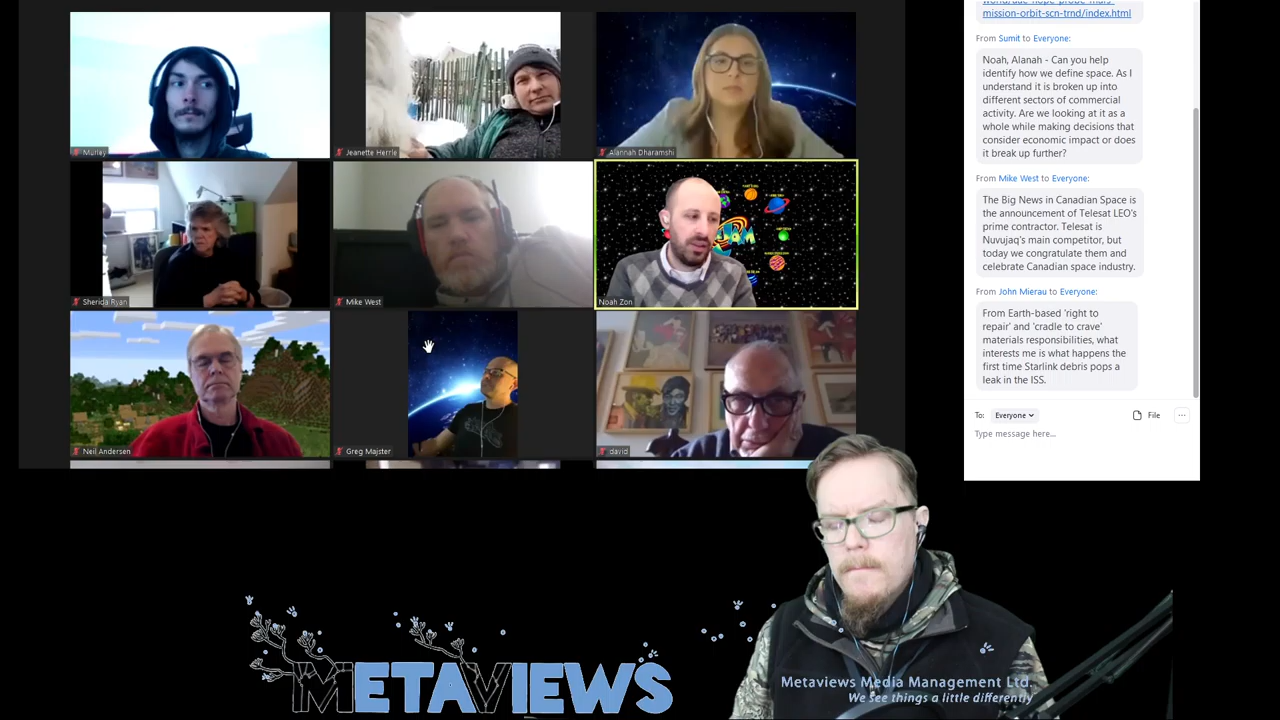 Murley
Jeanette Herrle
Alannah Dharamshi
Sherida Ryan
Mike West
Noah Zon
Neil Andersen
Greg Majster
david
mission-orbit-scn-trnd/index.html
From Sumit to Everyone:
Noah, Alanah - Can you help
identify how we define space. As I
understand it is broken up into
different sectors of commercial
activity. Are we looking at it as a
whole while making decisions that
consider economic impact or does
it break up further?
From Mike West to Everyone:
The Big News in Canadian Space is
the announcement of Telesat LEO's
prime contractor. Telesat is
Nuvujaq's main competitor, but
today we congratulate them and
celebrate Canadian space industry.
From John Mierau to Everyone:
From Earth-based 'right to
repair' and 'cradle to crave'
materials responsibilities, what
interests me is what happens the
first time Starlink debris pops a
leak in the ISS.
To: Everyone File ...
Type message here...
METAVIEWS
Metaviews Media Management Ltd.
We see things a little differently